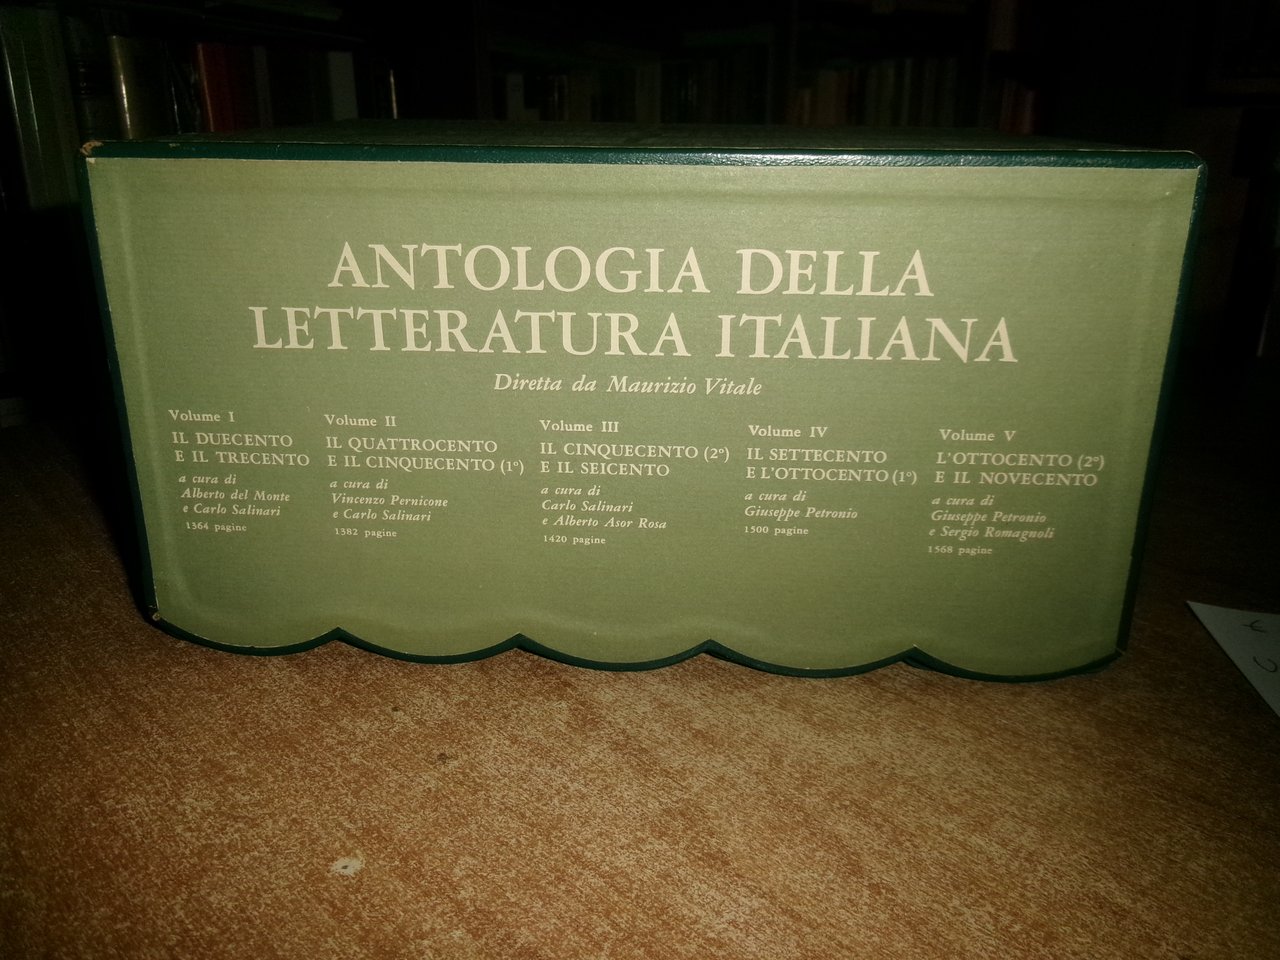 ANTOLOGIA DELLA
LETTERATURA ITALIANA
Diretta da Maurizio Vitale
Volume I
IL DUECENTO
E IL TRECENTO
a cura di
Alberto del Monte
e Carlo Salinari
1364 pagine
Volume II
IL QUATTROCENTO
E IL CINQUECENTO (1°)
a cura di
Vincenzo Pernicone
e Carlo Salinari
1382 pagine
Volume III
IL CINQUECENTO (2°)
E IL SEICENTO
a cura di
Carlo Salinari
e Alberto Asor Rosa
1420 pagine
Volume IV
IL SETTECENTO
E L'OTTOCENTO (1°)
a cura di
Giuseppe Petronio
1500 pagine
Volume V
L'OTTOCENTO (2°)
E IL NOVECENTO
a cura di
Giuseppe Petronio
e Sergio Romagnoli
1568 pagine